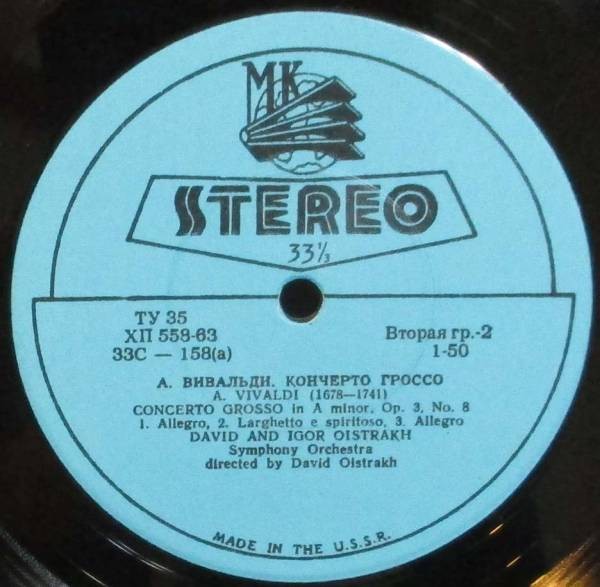 МК
STEREO
33⅓
ТУ 35
ХП 558-63
Вторая гр.-2
33С — 158(а)
1-50
А. ВИВАЛЬДИ. КОНЧЕРТО ГРОССО
A. VIVALDI (1678—1741)
CONCERTO GROSSO in A minor, Op. 3, No. 8
1. Allegro, 2. Larghetto e spiritoso, 3. Allegro
DAVID AND IGOR OISTRAKH
Symphony Orchestra
directed by David Oistrakh
MADE IN THE U.S.S.R.